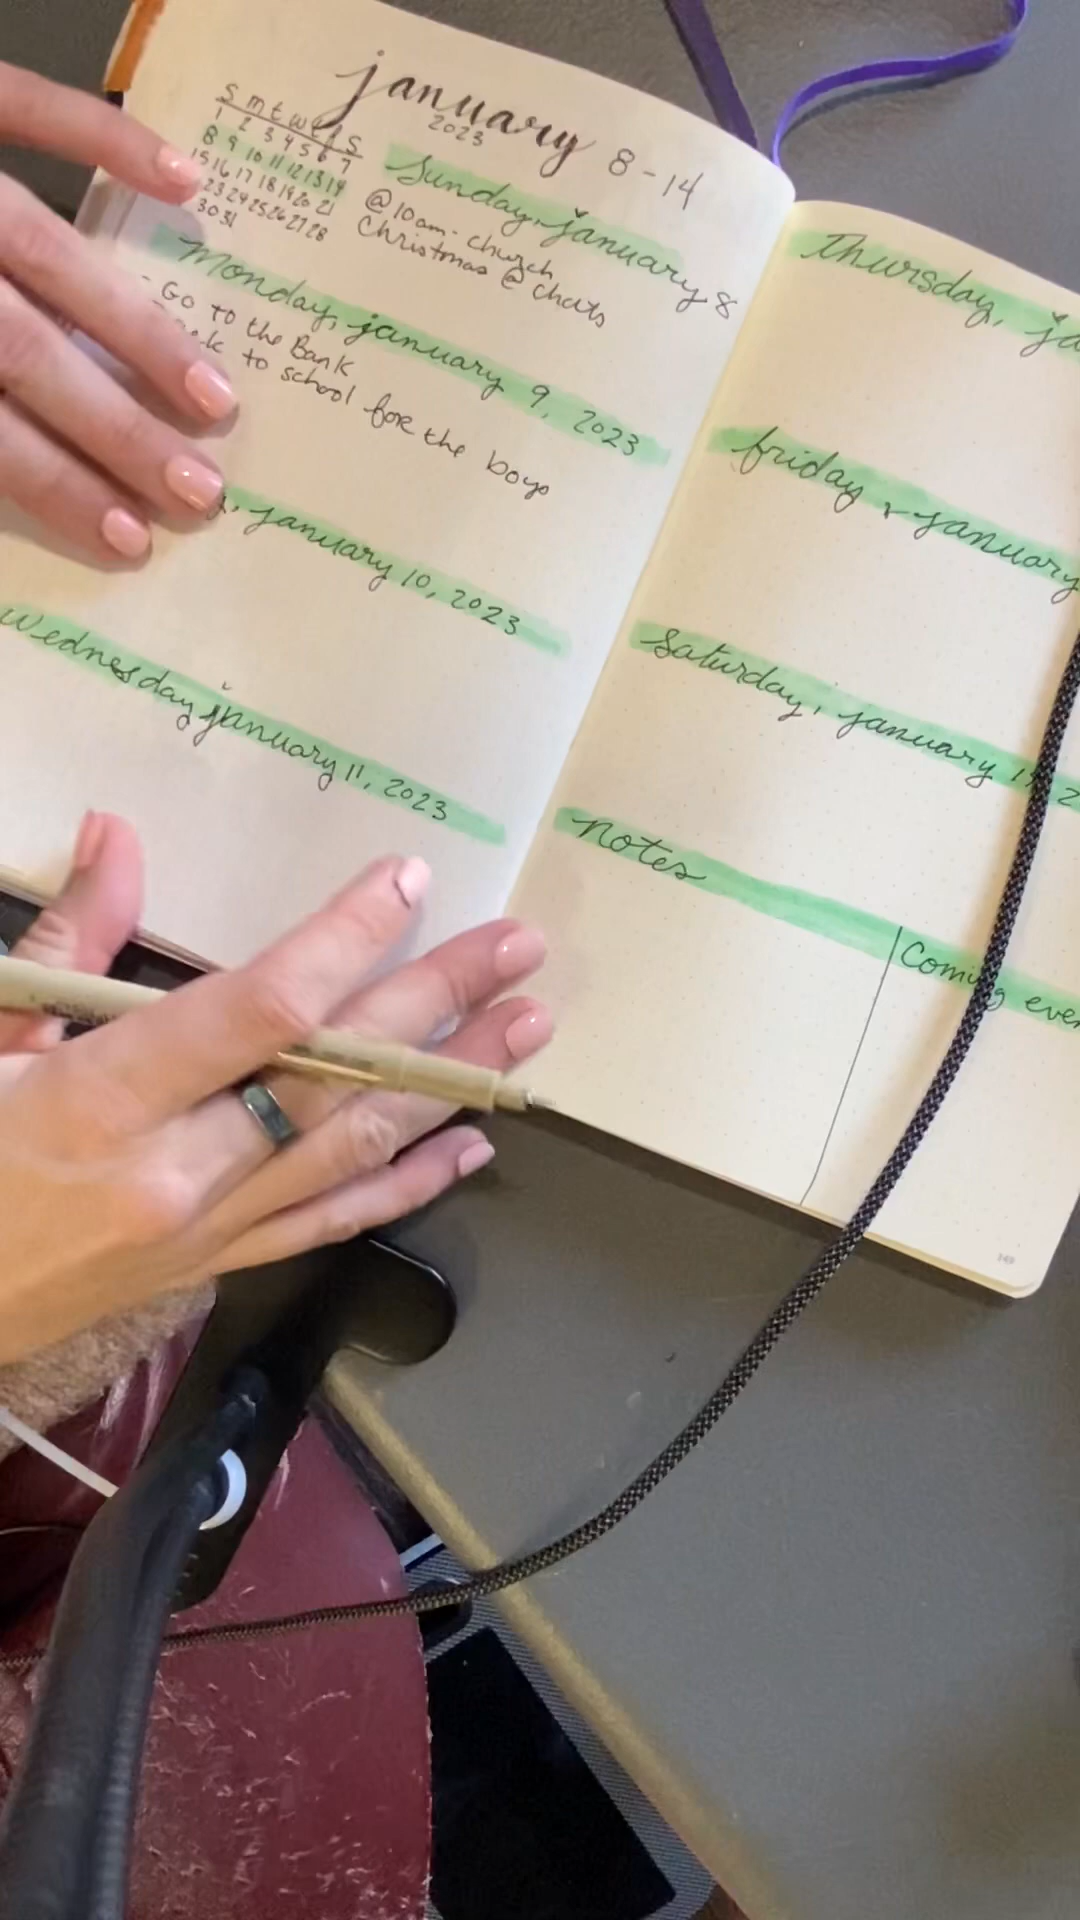 january
2023
8-14
S m t w t f S
1 2 3 4 5 6 7
8 9 10 11 12 13 14
15 16 17 18 19 20 21
23 24 25 26 27 28
30 31
Sunday, january 8
@10am- church
Christmas @ chats
Monday, january 9, 2023
- Go to the Bank
to school for the boys
, january 10, 2023
Wednesday january 11, 2023
Thursday, ja
friday, january
Saturday, january
notes
Coming even
149